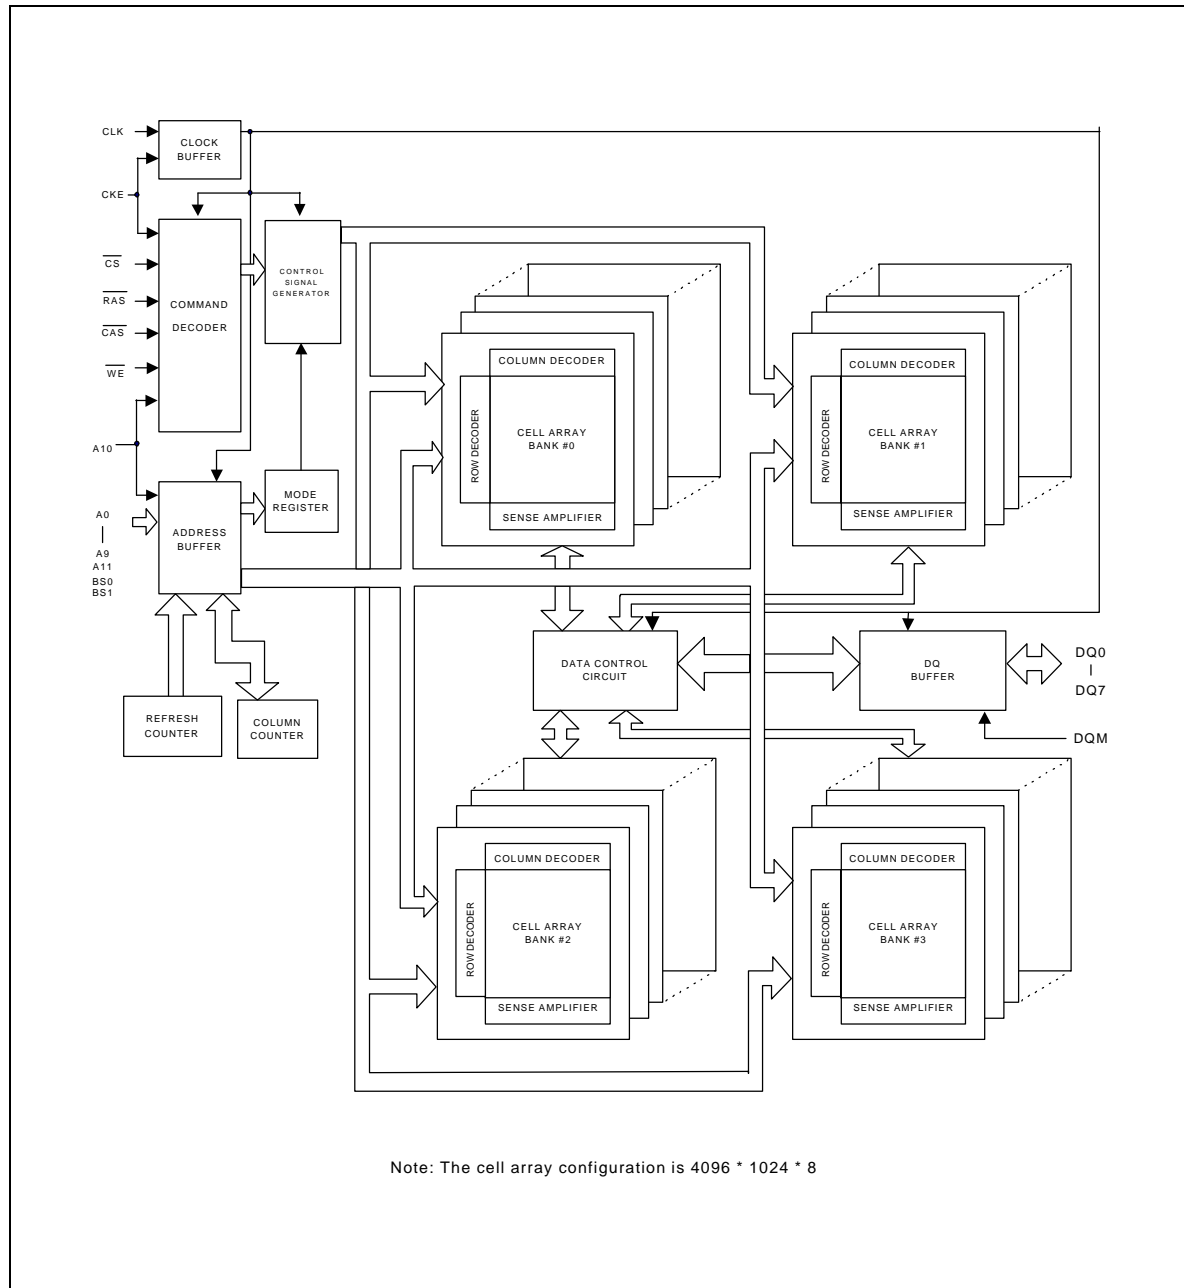 CLK
CLOCK
BUFFER
CKE
CS
RAS
CAS
WE
COMMAND
DECODER
CONTROL
SIGNAL
GENERATOR
A10
A0
A9
A11
BS0
BS1
ADDRESS
BUFFER
MODE
REGISTER
REFRESH
COUNTER
COLUMN
COUNTER
COLUMN DECODER
ROW DECODER
CELL ARRAY
BANK #0
SENSE AMPLIFIER
COLUMN DECODER
ROW DECODER
CELL ARRAY
BANK #1
SENSE AMPLIFIER
DATA CONTROL
CIRCUIT
DQ
BUFFER
DQ0
DQ7
DQM
COLUMN DECODER
ROW DECODER
CELL ARRAY
BANK #2
SENSE AMPLIFIER
COLUMN DECODER
ROW DECODER
CELL ARRAY
BANK #3
SENSE AMPLIFIER
Note: The cell array configuration is 4096 * 1024 * 8